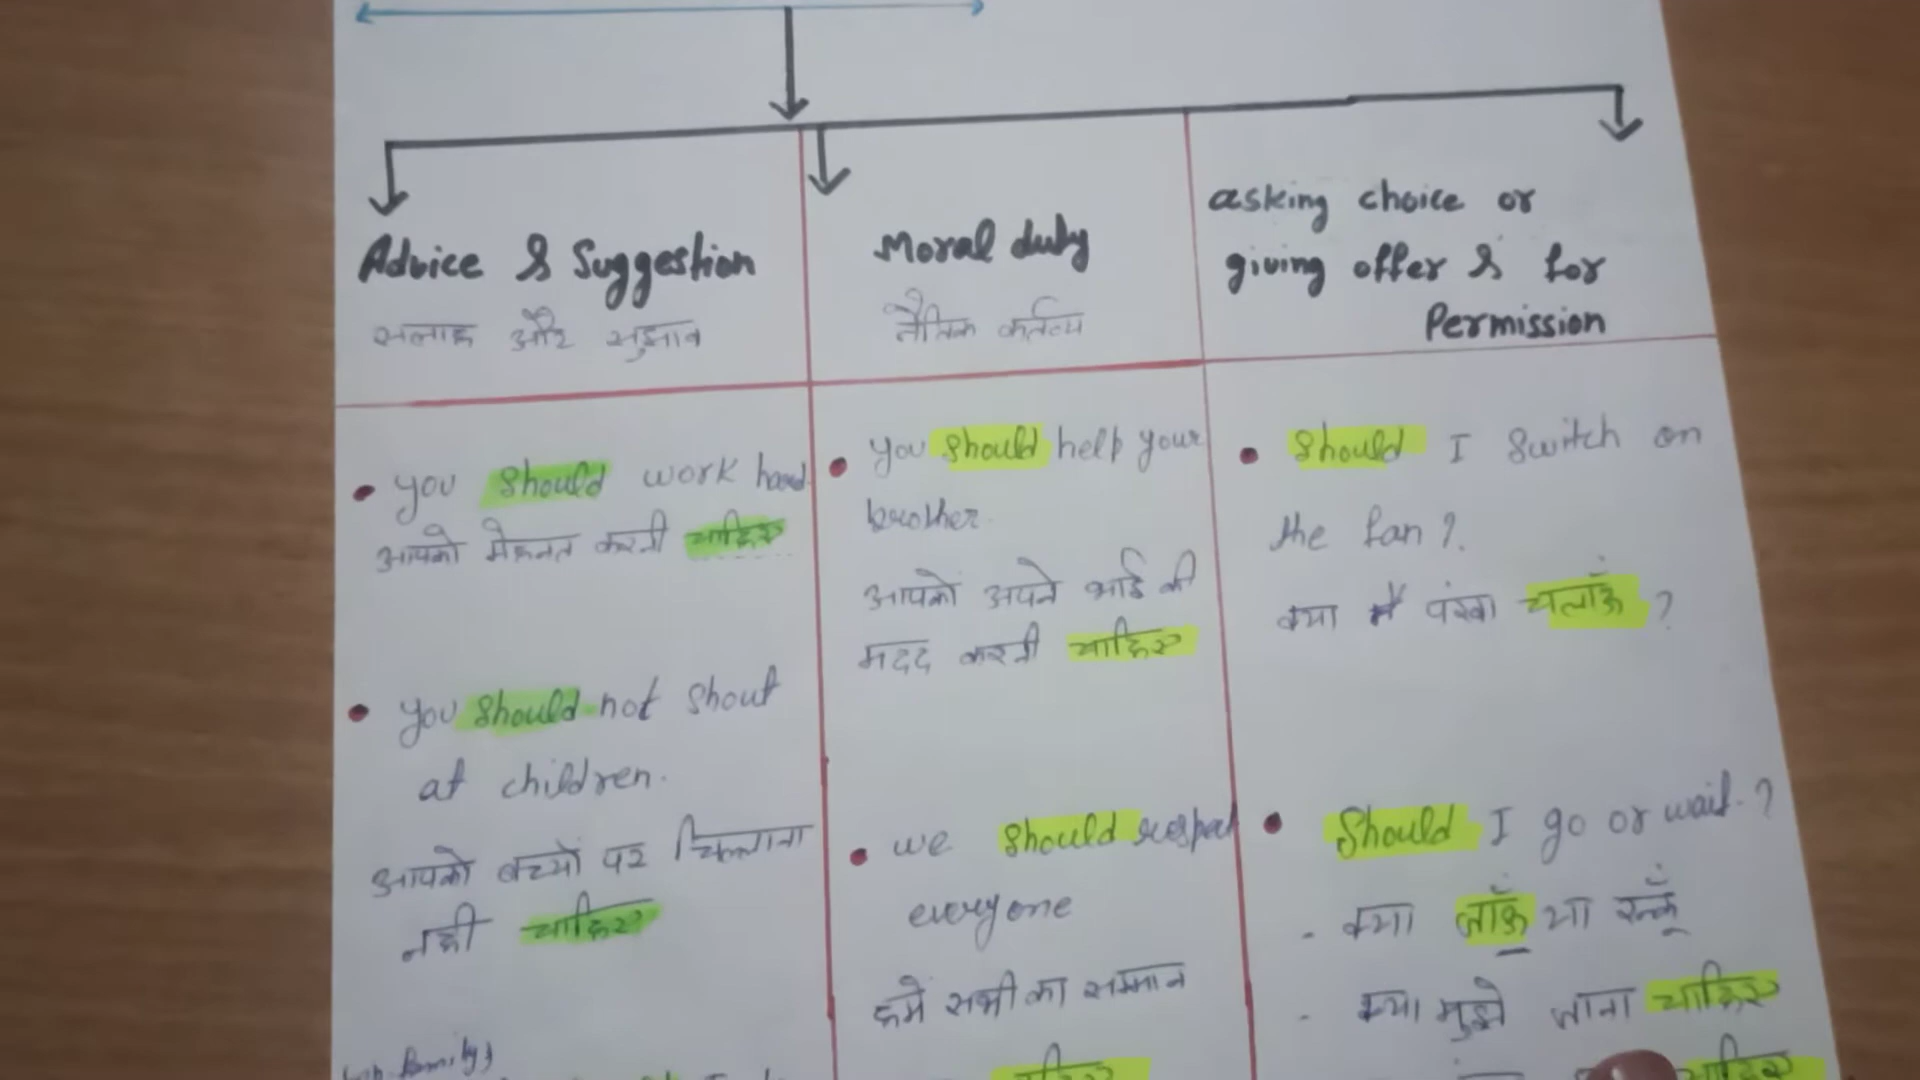 Advice & Suggestion
सलाह और सुझाव
• you should work hard.
आपको मेहनत करनी चाहिए
• you should not shout
at children.
आपको बच्चों पर चिल्लाना
नही चाहिए
family)
Moral duty
नैतिक कर्तव्य
• you should help your
brother.
आपको अपने भाई की
मदद करनी चाहिए
• we should respect
everyone
हमें सभी का सम्मान
asking choice or
giving offer & for
Permission
• Should I Switch on
the fan?
क्या मैं पंखा चलाँऊ ?
• Should I go or wait.?
- क्या जाँऊ या रूकूँ
- क्या मुझे जाना चाहिए
चाहिए